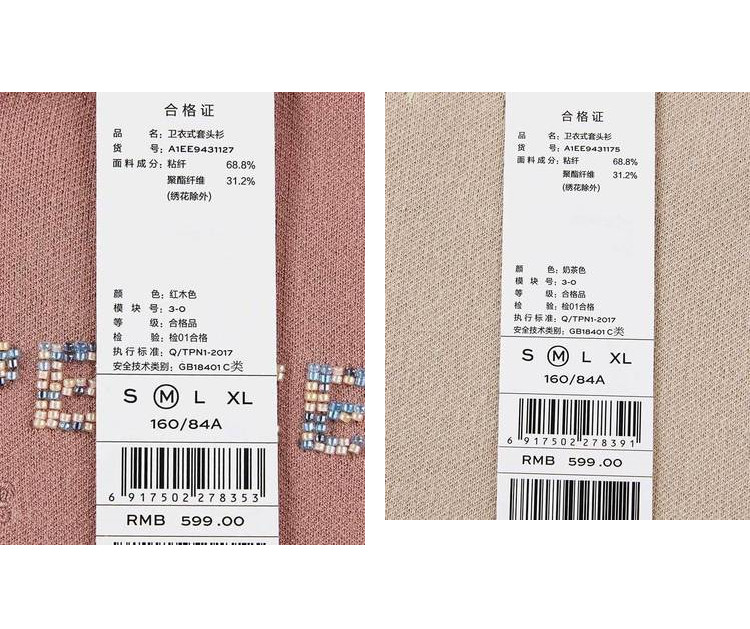 合格证
品 名：卫衣式套头衫
货 号：A1EE9431127
面料成分：粘纤 68.8%
聚酯纤维 31.2%
(绣花除外)
颜 色：红木色
模 块 号：3-0
等 级：合格品
检 验：检01合格
执行标准：Q/TPN1-2017
安全技术类别：GB18401 C类
S M L XL
160/84A
6 917502 278353
RMB 599.00
合格证
品 名：卫衣式套头衫
货 号：A1EE9431175
面料成分：粘纤 68.8%
聚酯纤维 31.2%
(绣花除外)
颜 色：奶茶色
模 块 号：3-0
等 级：合格品
检 验：检01合格
执行标准：Q/TPN1-2017
安全技术类别：GB18401 C类
S M L XL
160/84A
6 917502 278391
RMB 599.00